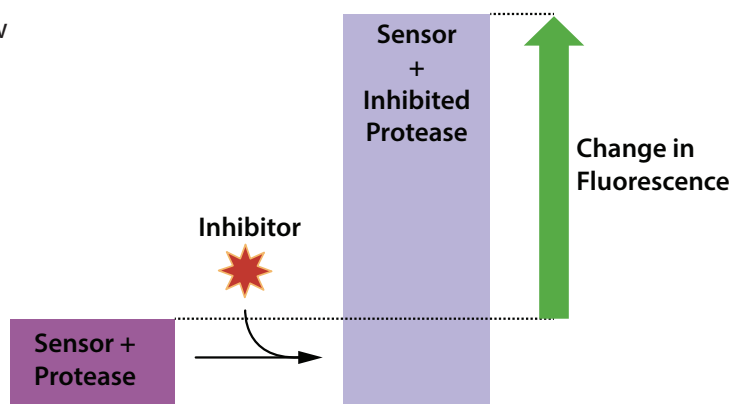 Sensor
+
Inhibited
Protease
Change in
Fluorescence
Inhibitor
Sensor +
Protease